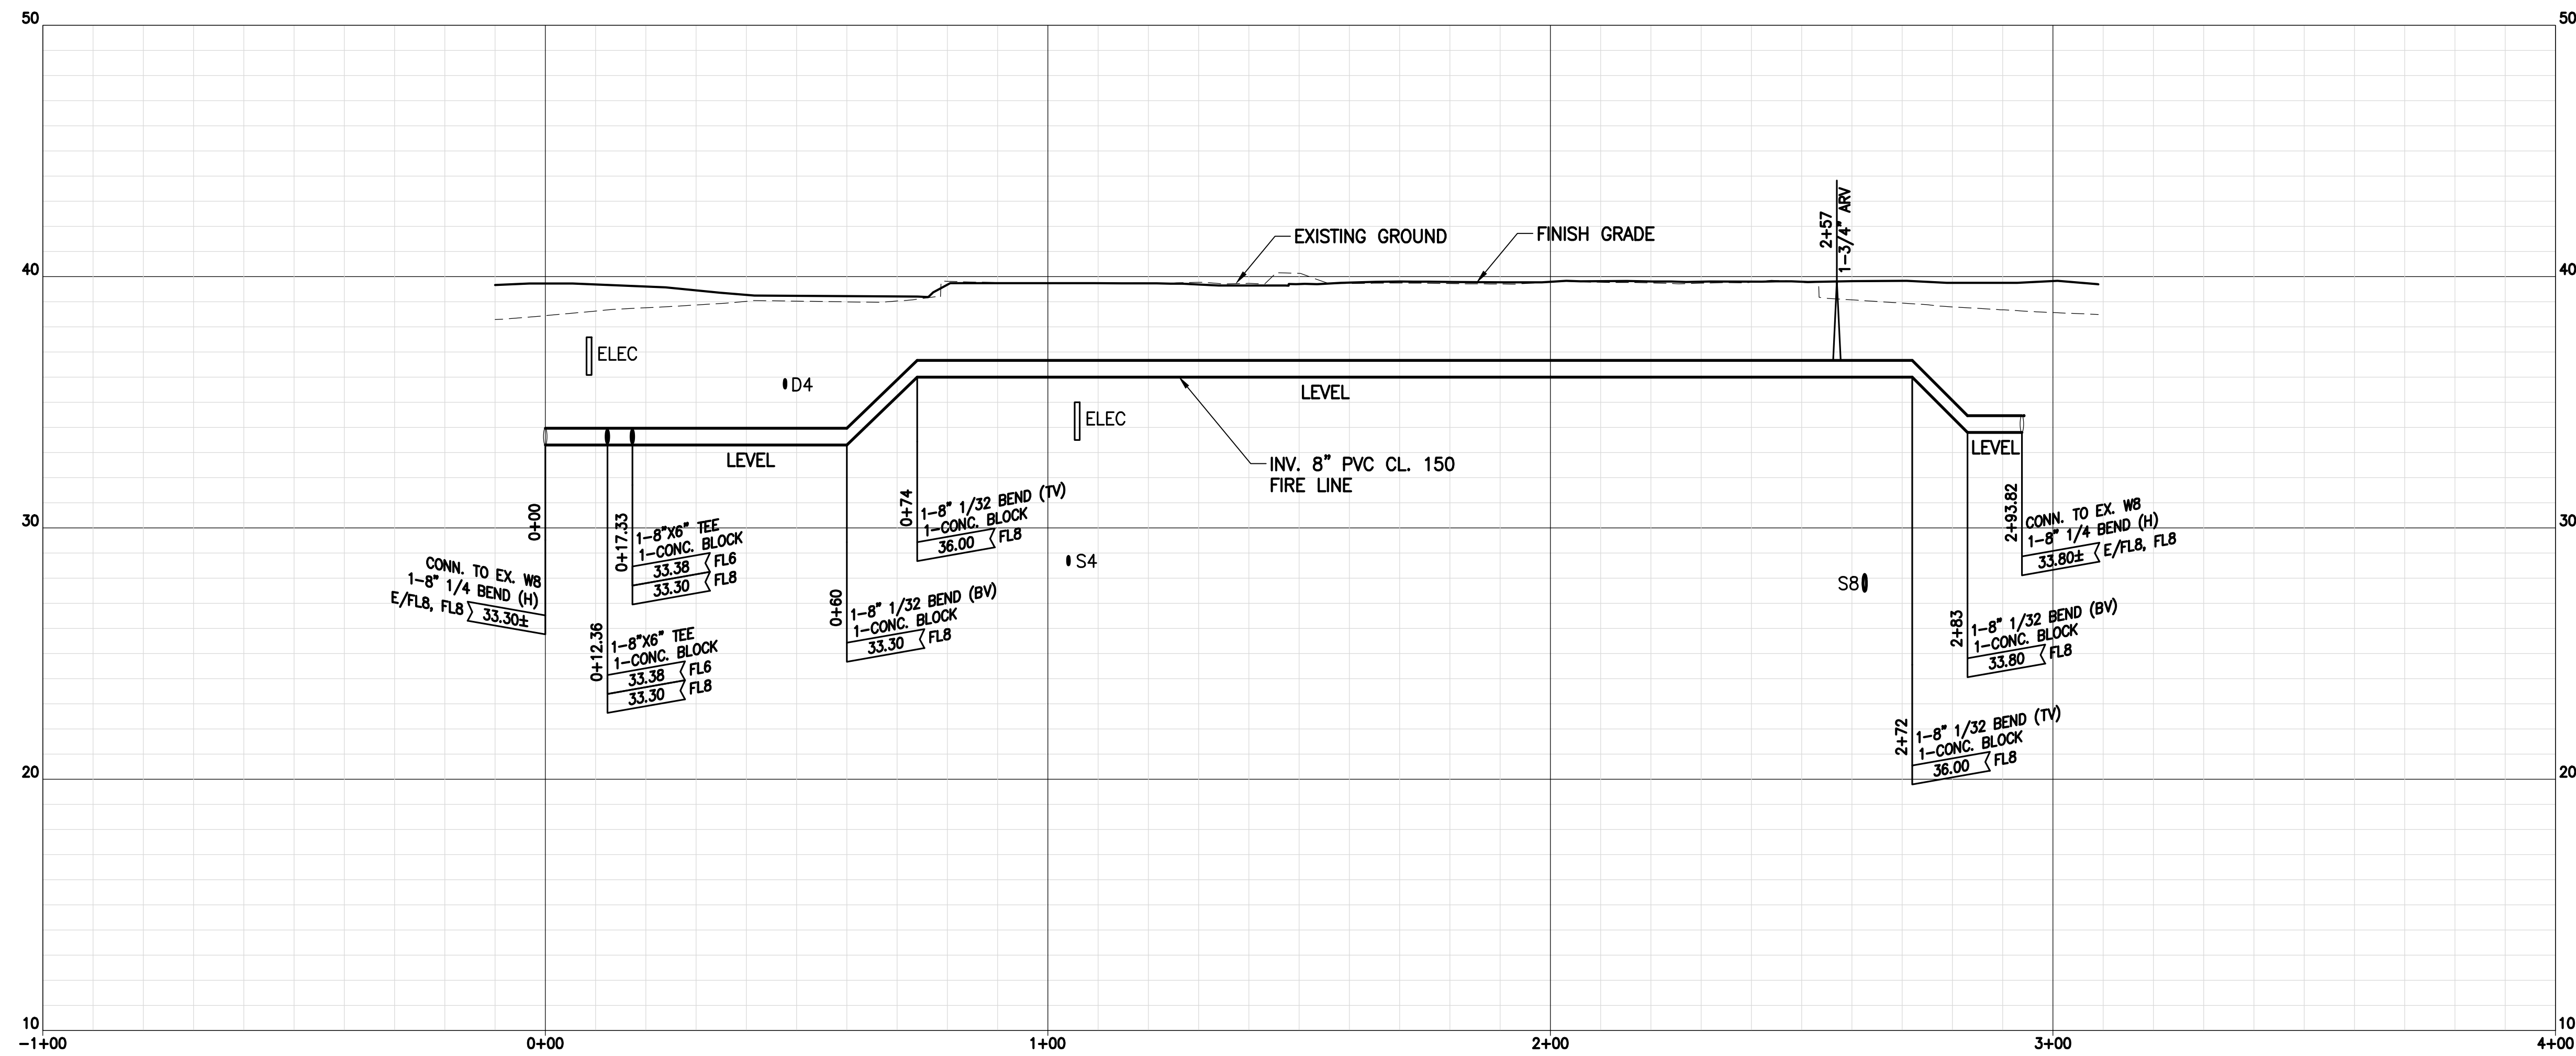 50
50
2+57
1-3/4" ARV
EXISTING GROUND
FINISH GRADE
40
40
ELEC
D4
LEVEL
ELEC
LEVEL
LEVEL
INV. 8" PVC CL. 150
FIRE LINE
30
30
0+00
CONN. TO EX. W8
1-8" 1/4 BEND (H)
E/FL8, FL8
33.30±
0+12.36
1-8"X6" TEE
1-CONC. BLOCK
33.38 FL6
33.30 FL8
0+17.33
1-8"X6" TEE
1-CONC. BLOCK
33.38 FL6
33.30 FL8
0+60
1-8" 1/32 BEND (BV)
1-CONC. BLOCK
33.30 FL8
0+74
1-8" 1/32 BEND (TV)
1-CONC. BLOCK
36.00 FL8
S4
S8
2+72
1-8" 1/32 BEND (TV)
1-CONC. BLOCK
36.00 FL8
2+83
1-8" 1/32 BEND (BV)
1-CONC. BLOCK
33.80 FL8
2+93.82
CONN. TO EX. W8
1-8" 1/4 BEND (H)
33.80± E/FL8, FL8
20
20
10
10
-1+00
0+00
1+00
2+00
3+00
4+00